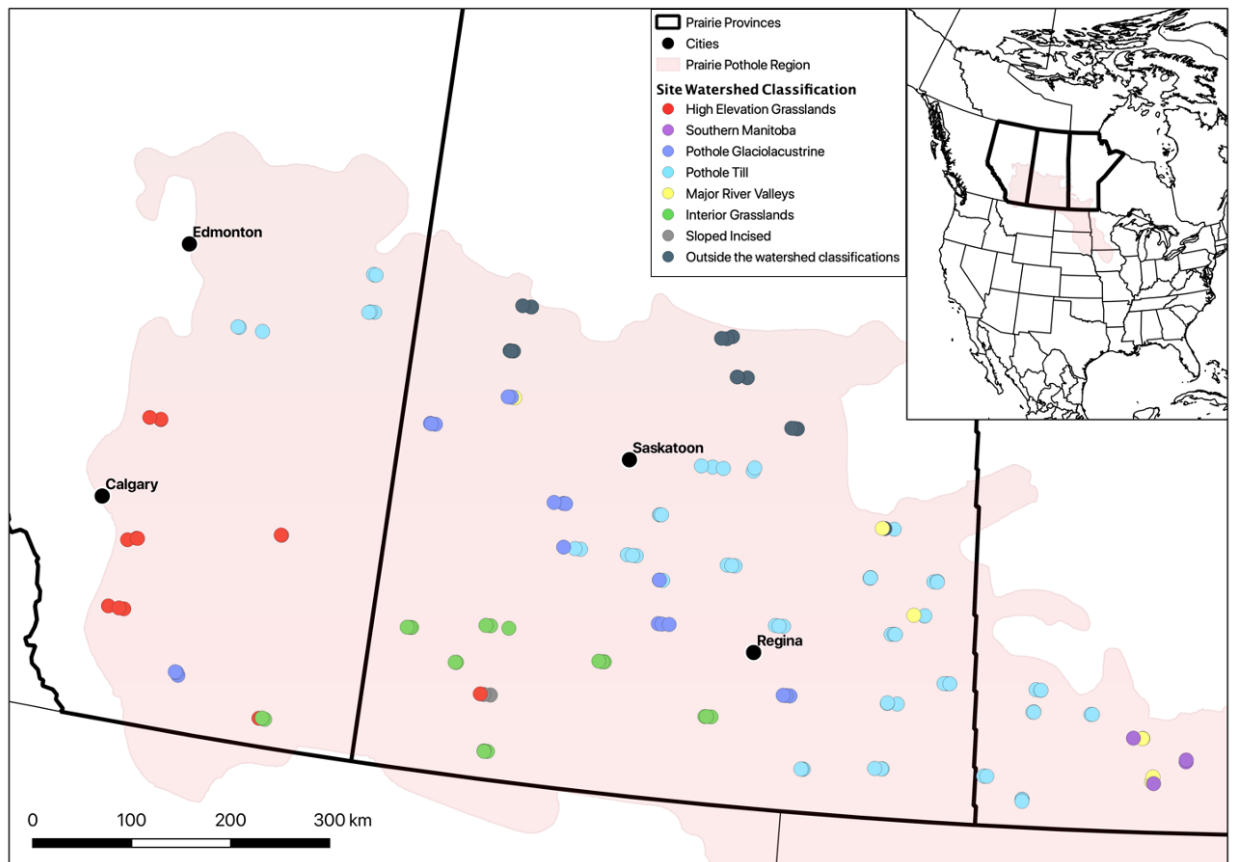 Prairie Provinces
Cities
Prairie Pothole Region
Site Watershed Classification
High Elevation Grasslands
Southern Manitoba
Pothole Glaciolacustrine
Pothole Till
Major River Valleys
Interior Grasslands
Sloped Incised
Outside the watershed classifications
Edmonton
Saskatoon
Calgary
Regina
0 100 200 300 km